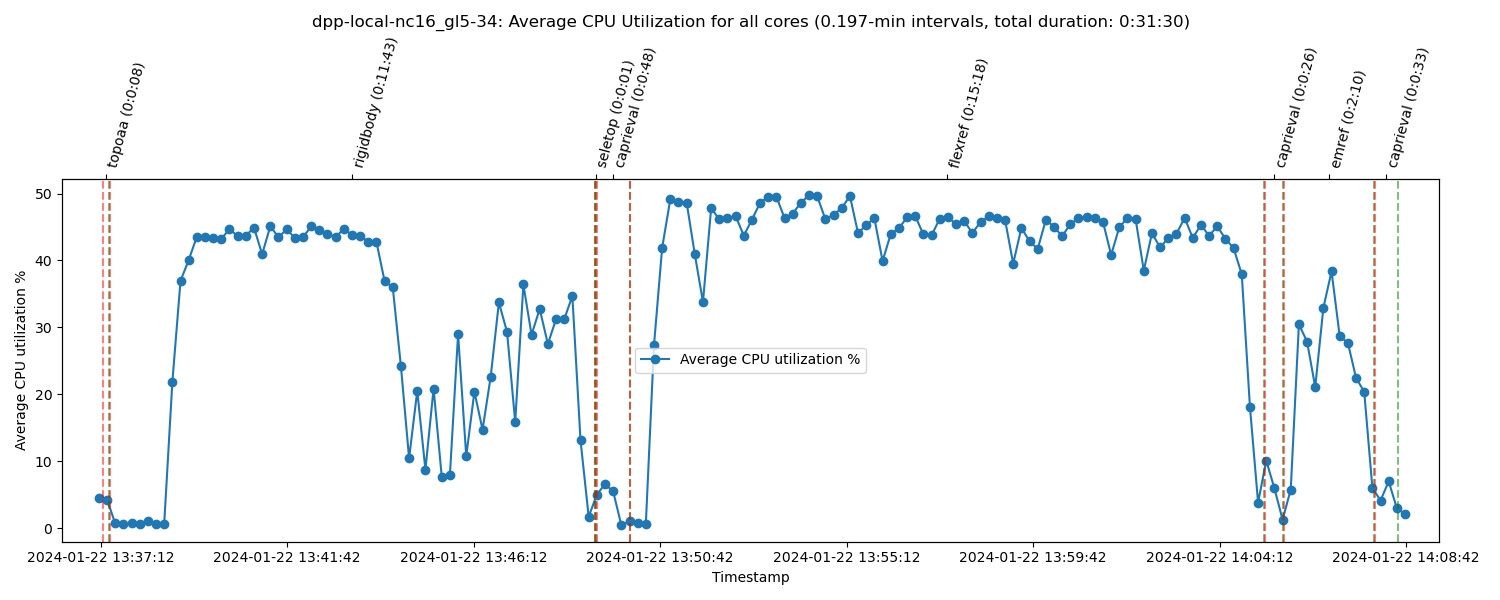 dpp-local-nc16_gl5-34: Average CPU Utilization for all cores (0.197-min intervals, total duration: 0:31:30)
topoaa (0:0:08)
rigidbody (0:11:43)
seletop (0:0:01)
caprieval (0:0:48)
flexref (0:15:18)
caprieval (0:0:26)
emref (0:2:10)
caprieval (0:0:33)
Average CPU utilization %
50
40
30
20
10
0
Average CPU utilization %
2024-01-22 13:37:12
2024-01-22 13:41:42
2024-01-22 13:46:12
2024-01-22 13:50:42
2024-01-22 13:55:12
2024-01-22 13:59:42
2024-01-22 14:04:12
2024-01-22 14:08:42
Timestamp